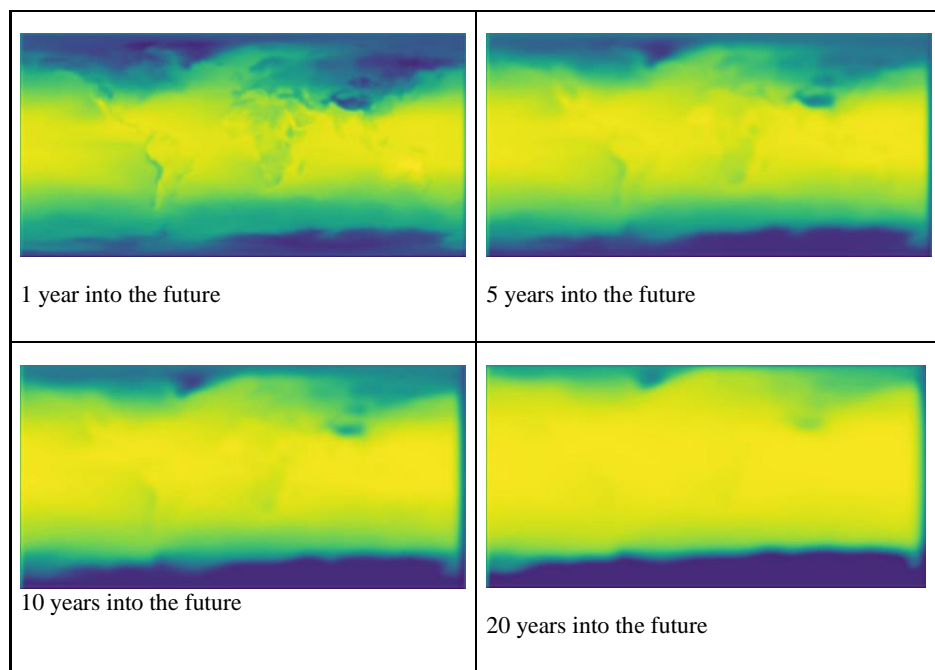 1 year into the future
5 years into the future
10 years into the future
20 years into the future